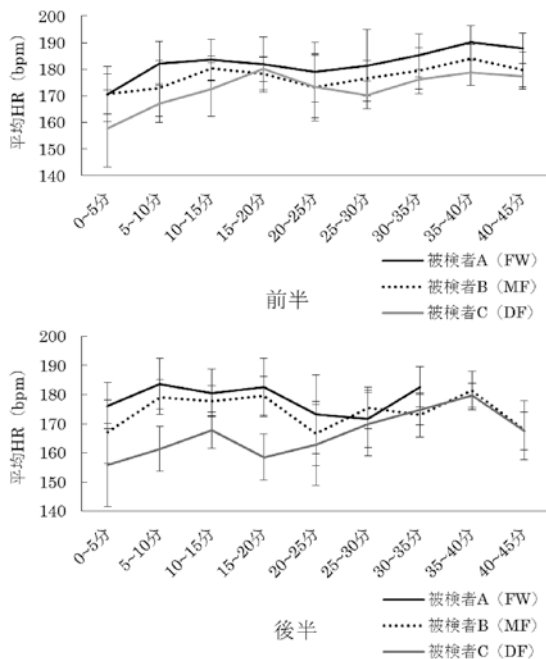 平均HR（bpm）
200
190
180
170
160
150
140
0~5分
5~10分
10~15分
15~20分
20~25分
25~30分
30~35分
35~40分
40~45分
被検者A（FW）
被検者B（MF）
被検者C（DF）
前半
平均HR（bpm）
200
190
180
170
160
150
140
0~5分
5~10分
10~15分
15~20分
20~25分
25~30分
30~35分
35~40分
40~45分
被検者A（FW）
被検者B（MF）
被検者C（DF）
後半